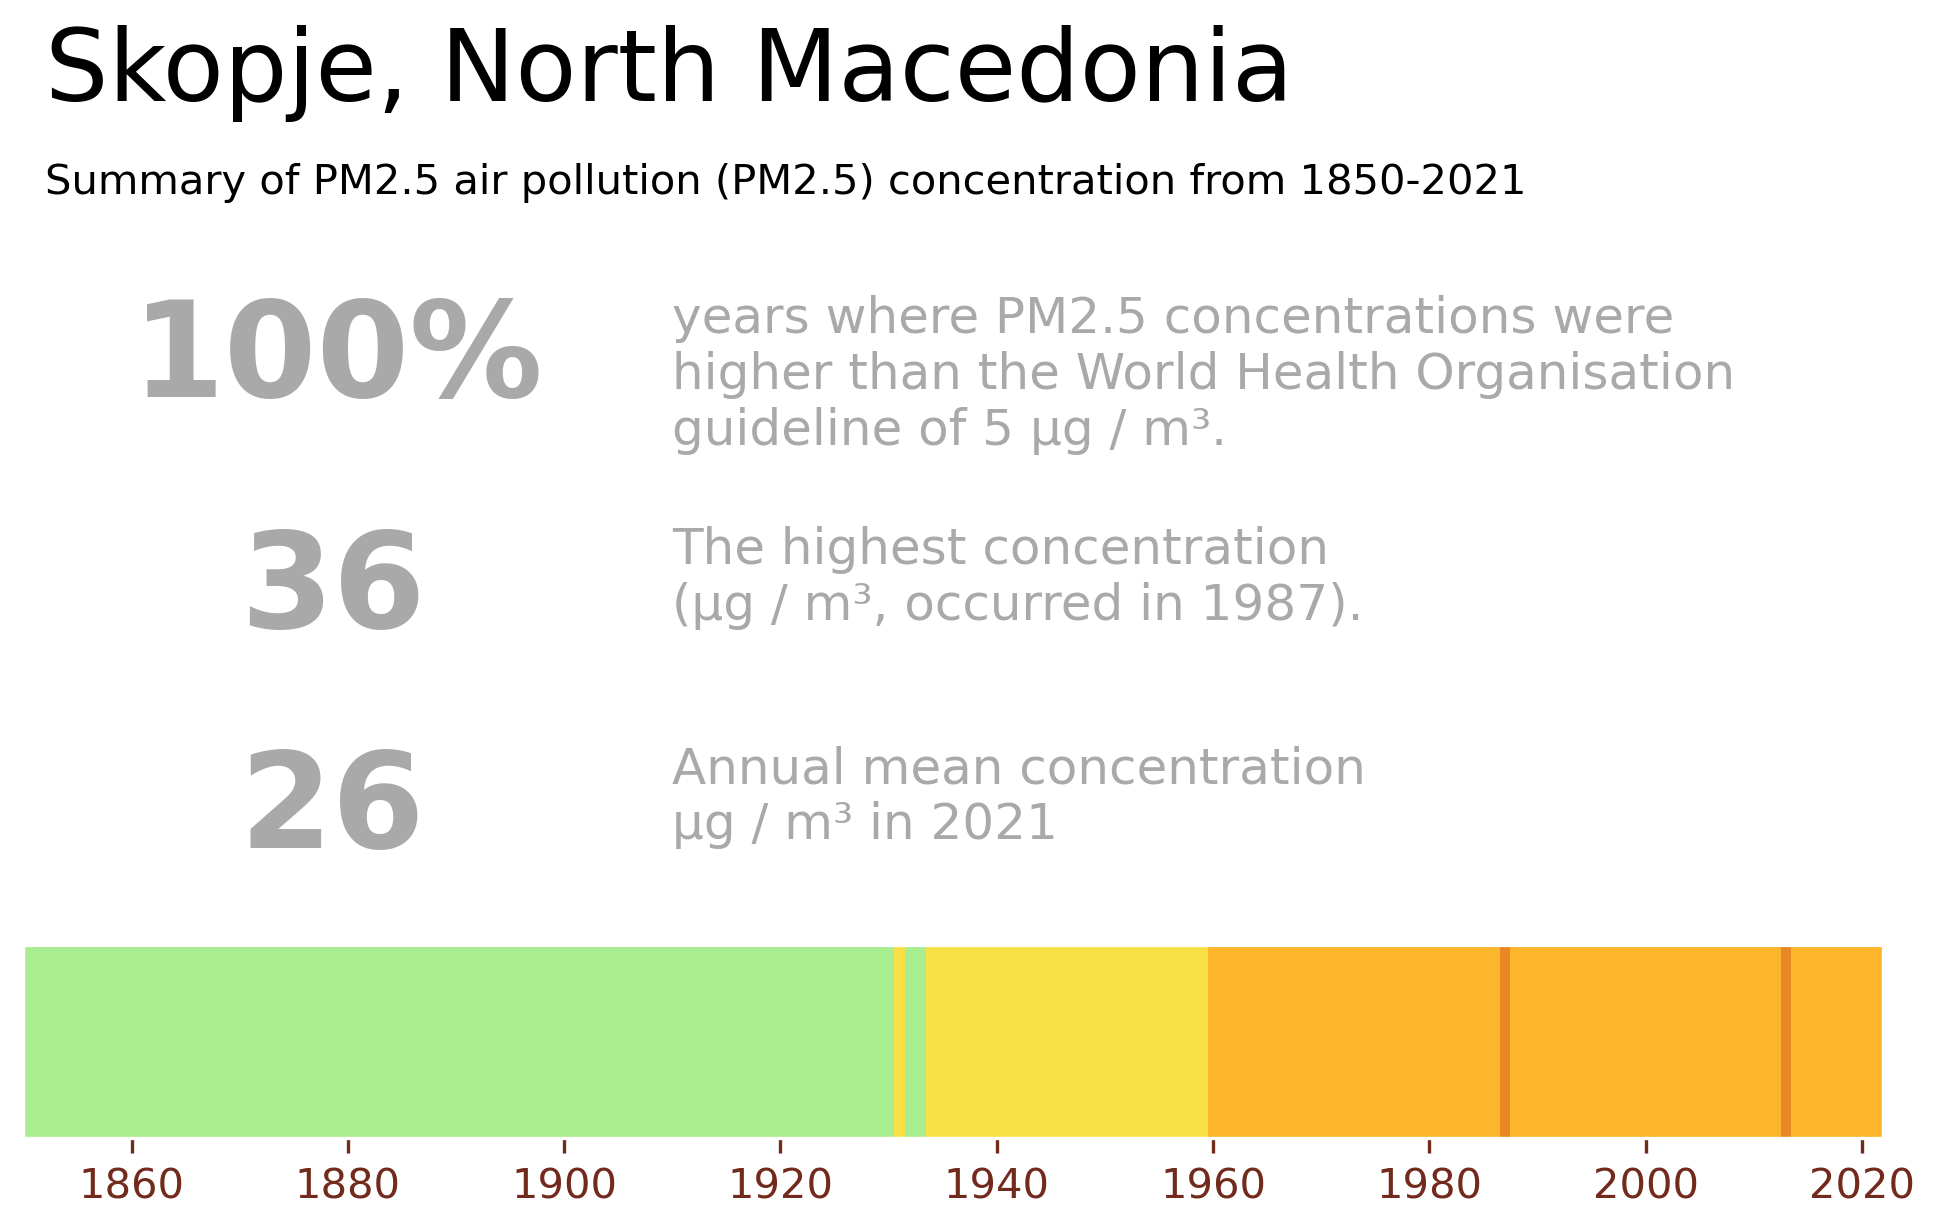 Skopje, North Macedonia
Summary of PM2.5 air pollution (PM2.5) concentration from 1850-2021
100%
years where PM2.5 concentrations were
higher than the World Health Organisation
guideline of 5 µg / m³.
36
The highest concentration
(µg / m³, occurred in 1987).
26
Annual mean concentration
µg / m³ in 2021
1860 1880 1900 1920 1940 1960 1980 2000 2020